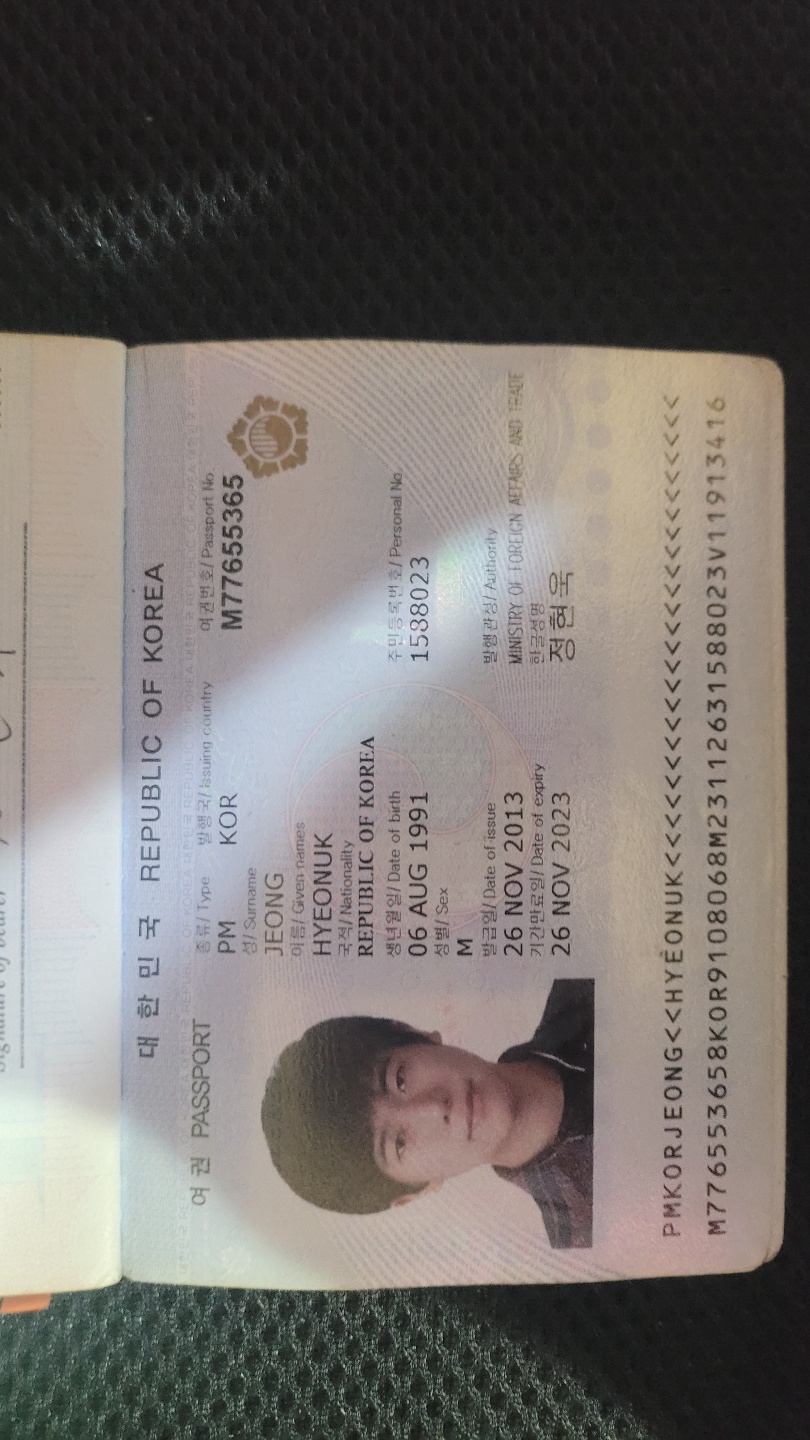 Signature of bearer
대한민국 REPUBLIC OF KOREA
여권 PASSPORT
종류/ Type 발행국/ Issuing country 여권번호/ Passport No
PM KOR M77655365
성/ Surname
JEONG
이름/ Given names
HYEONUK
국적/ Nationality
REPUBLIC OF KOREA
생년월일/ Date of birth 주민등록번호/ Personal No
06 AUG 1991 1588023
성별/ Sex
M
발급일/ Date of issue 발행관청/ Authority
26 NOV 2013 MINISTRY OF FOREIGN AFFAIRS AND TRADE
기간만료일/ Date of expiry 한글성명
26 NOV 2023 정현욱
PMKORJEONG<<HYEONUK<<<<<<<<<<<<<<<<<<<<<<<<<
M776553658KOR9108068M23112631588023V11913416